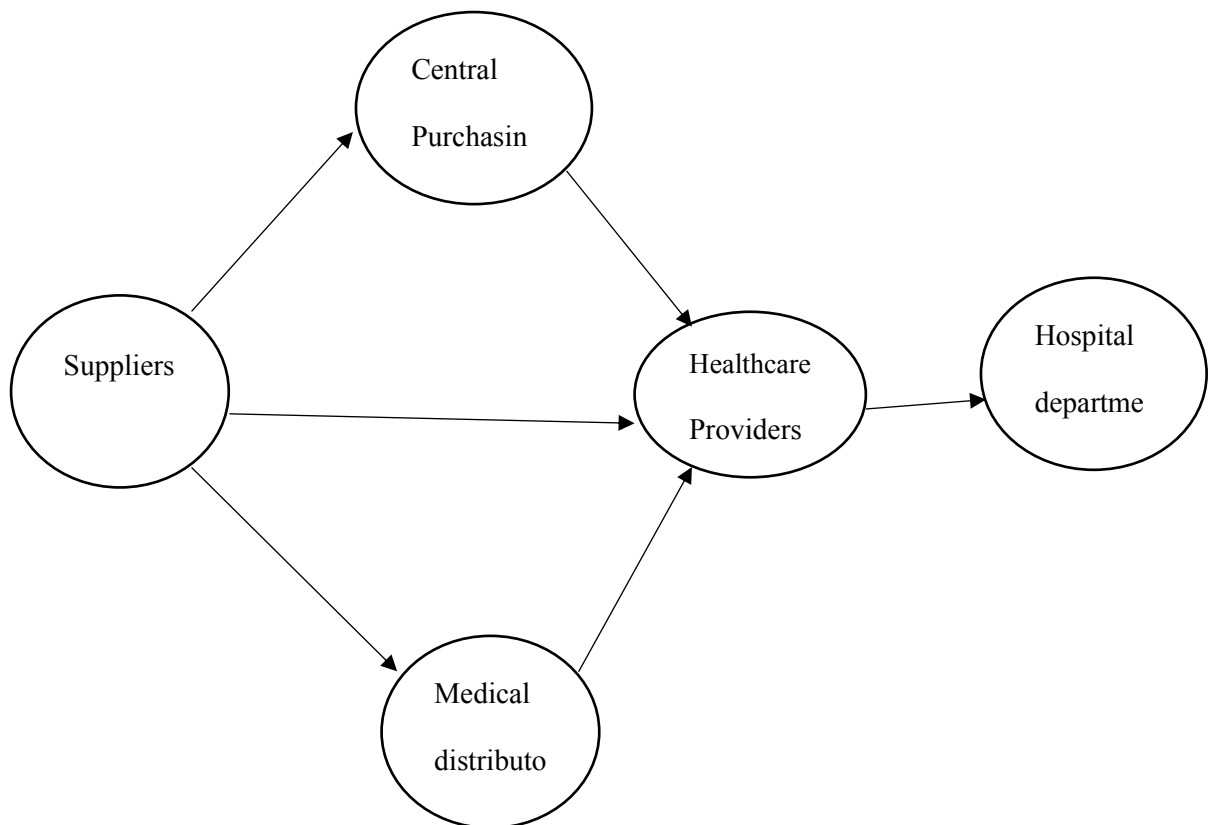 Central
Purchasin
Suppliers
Healthcare
Providers
Hospital
departme
Medical
distributo